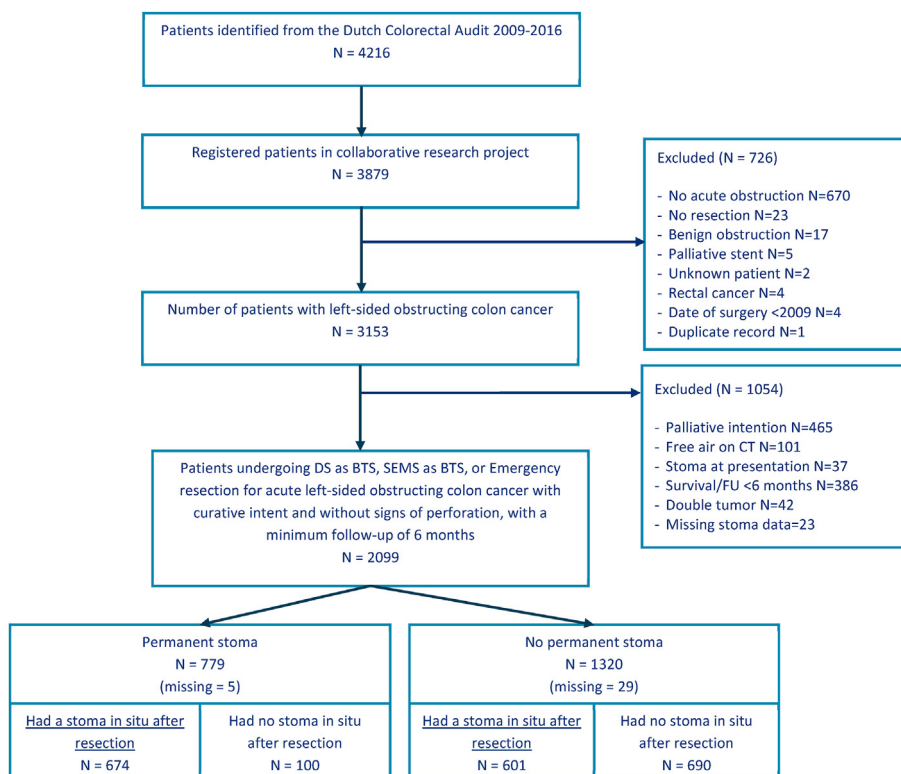 Patients identified from the Dutch Colorectal Audit 2009-2016
N = 4216
Registered patients in collaborative research project
N = 3879
Excluded (N = 726)
- No acute obstruction N=670
- No resection N=23
- Benign obstruction N=17
- Palliative stent N=5
- Unknown patient N=2
- Rectal cancer N=4
- Date of surgery <2009 N=4
- Duplicate record N=1
Number of patients with left-sided obstructing colon cancer
N = 3153
Excluded (N = 1054)
- Palliative intention N=465
- Free air on CT N=101
- Stoma at presentation N=37
- Survival/FU <6 months N=386
- Double tumor N=42
- Missing stoma data=23
Patients undergoing DS as BTS, SEMS as BTS, or Emergency
resection for acute left-sided obstructing colon cancer with
curative intent and without signs of perforation, with a
minimum follow-up of 6 months
N = 2099
Permanent stoma
N = 779
(missing = 5)
Had a stoma in situ after
resection
N = 674
Had no stoma in situ
after resection
N = 100
No permanent stoma
N = 1320
(missing = 29)
Had a stoma in situ after
resection
N = 601
Had no stoma in situ
after resection
N = 690